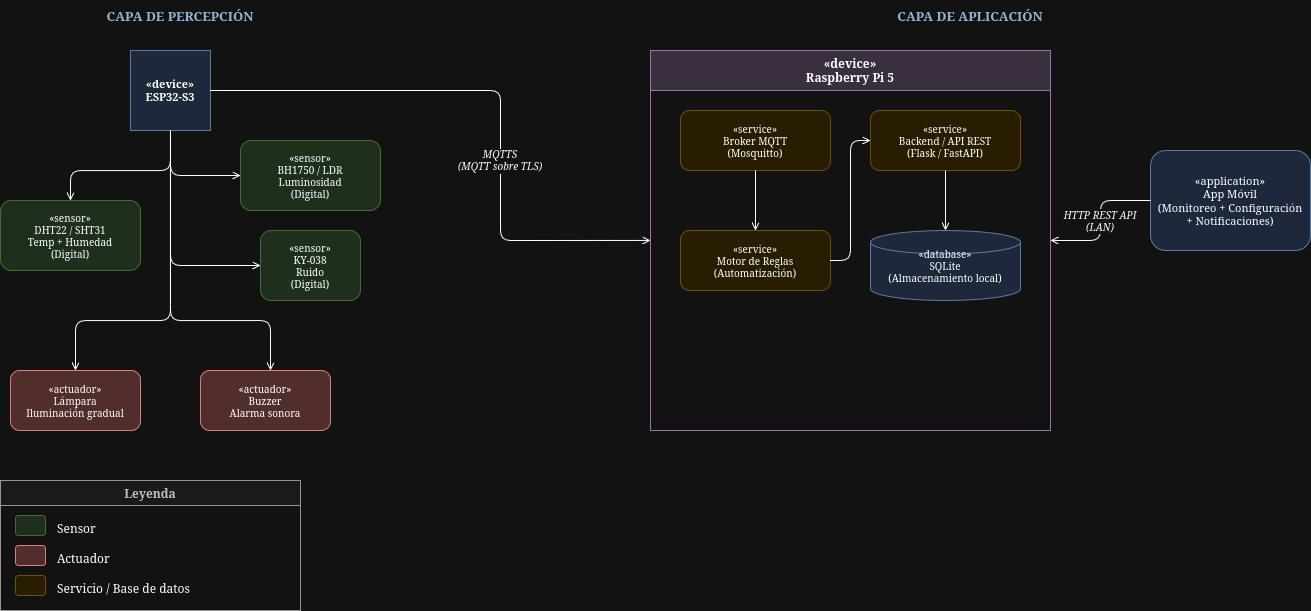 CAPA DE PERCEPCIÓN
CAPA DE APLICACIÓN
«device»
ESP32-S3
«sensor»
BH1750 / LDR
Luminosidad
(Digital)
«sensor»
DHT22 / SHT31
Temp + Humedad
(Digital)
«sensor»
KY-038
Ruido
(Digital)
«actuador»
Lámpara
Iluminación gradual
«actuador»
Buzzer
Alarma sonora
MQTTS
(MQTT sobre TLS)
«device»
Raspberry Pi 5
«service»
Broker MQTT
(Mosquitto)
«service»
Backend / API REST
(Flask / FastAPI)
«service»
Motor de Reglas
(Automatización)
«database»
SQLite
(Almacenamiento local)
HTTP REST API
(LAN)
«application»
App Móvil
(Monitoreo + Configuración
+ Notificaciones)
Leyenda
Sensor
Actuador
Servicio / Base de datos